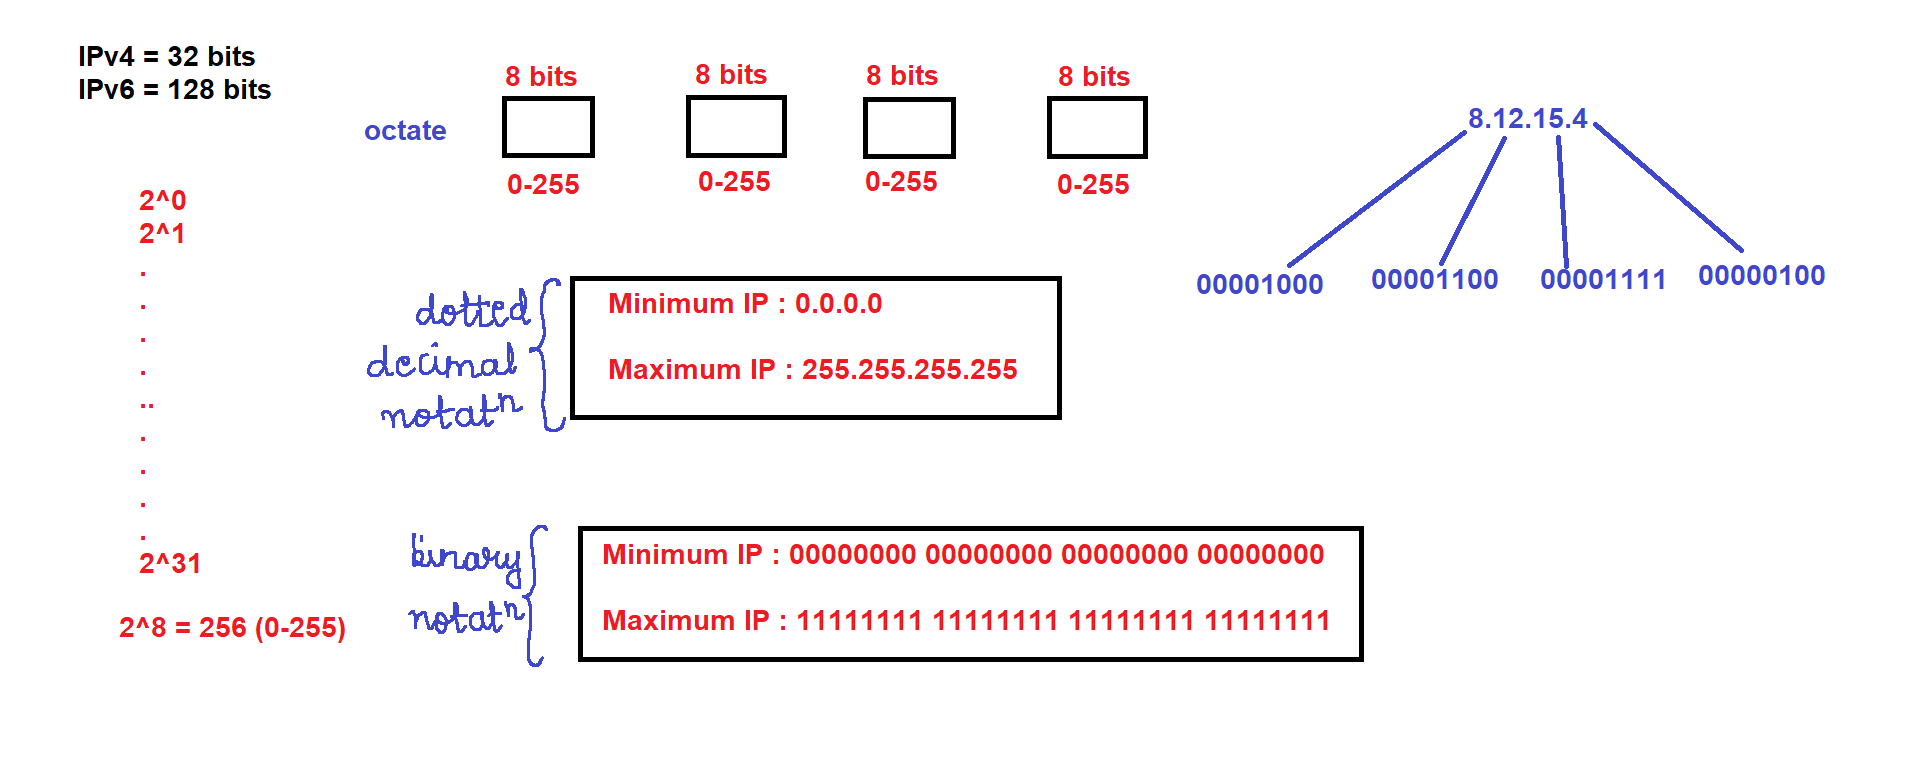 IPv4 = 32 bits
IPv6 = 128 bits
8 bits 8 bits 8 bits 8 bits
octate
0-255 0-255 0-255 0-255
8.12.15.4
00001000 00001100 00001111 00000100
2^0
2^1
.
.
.
.
..
.
.
.
.
2^31
2^8 = 256 (0-255)
dotted
decimal
notatⁿ
Minimum IP : 0.0.0.0
Maximum IP : 255.255.255.255
binary
notatⁿ
Minimum IP : 00000000 00000000 00000000 00000000
Maximum IP : 11111111 11111111 11111111 11111111